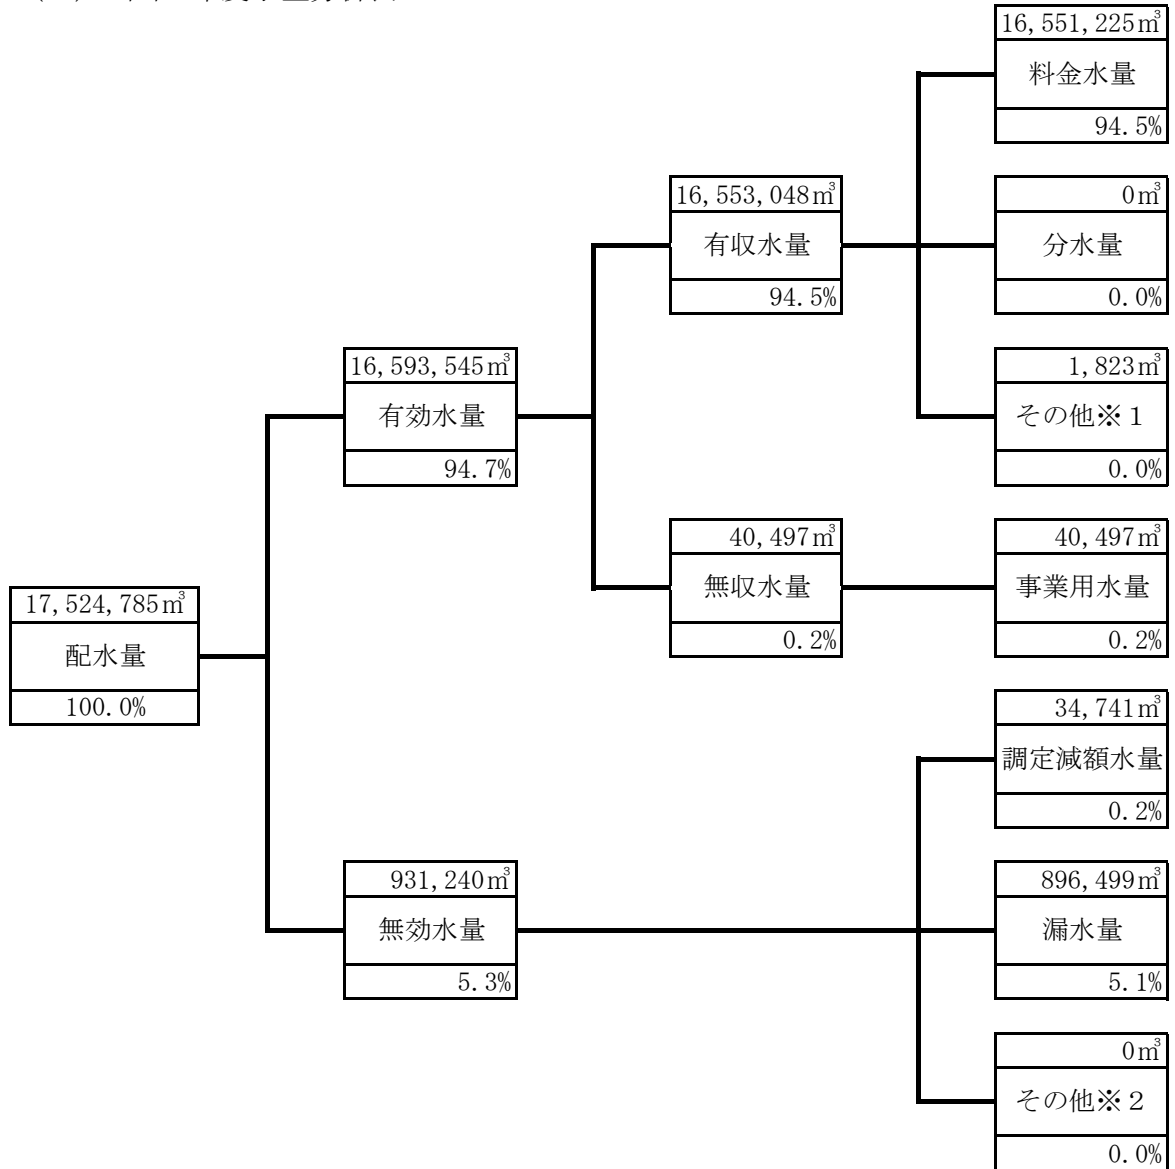 16,551,225㎥
料金水量
94.5%
16,553,048㎥
有収水量
94.5%
0㎥
分水量
0.0%
16,593,545㎥
有効水量
94.7%
1,823㎥
その他※１
0.0%
40,497㎥
無収水量
0.2%
40,497㎥
事業用水量
0.2%
17,524,785㎥
配水量
100.0%
34,741㎥
調定減額水量
0.2%
931,240㎥
無効水量
5.3%
896,499㎥
漏水量
5.1%
0㎥
その他※２
0.0%